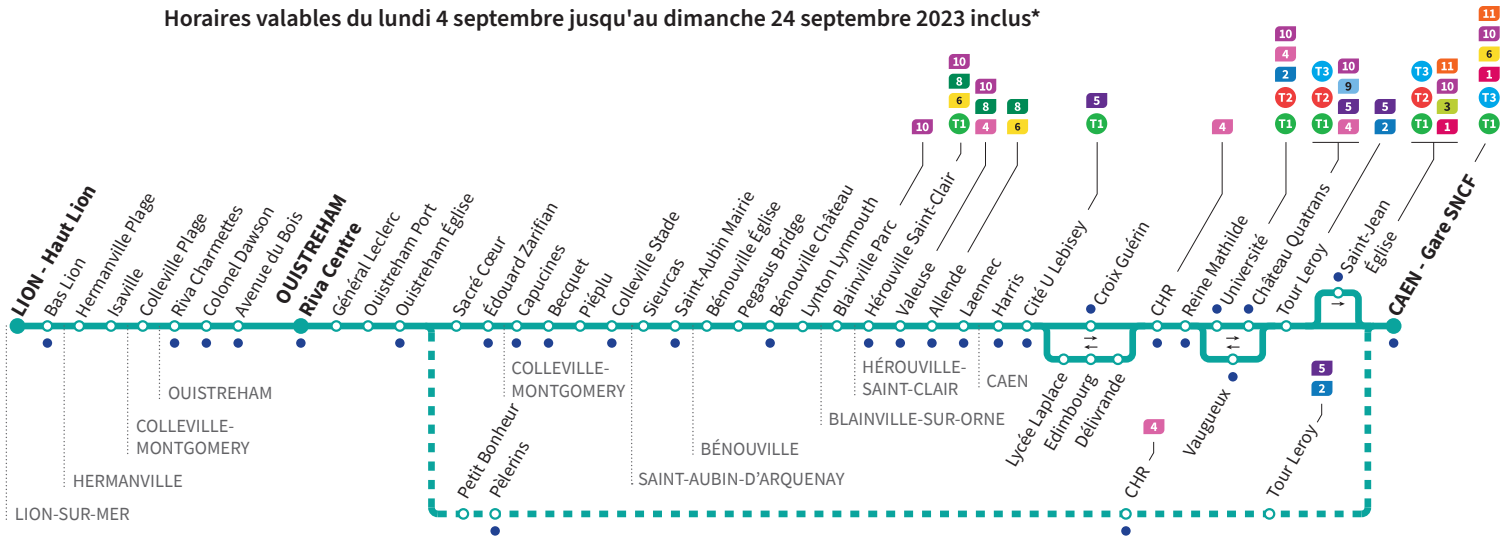 Horaires valables du lundi 4 septembre jusqu'au dimanche 24 septembre 2023 inclus*
LION - Haut Lion
Bas Lion
Hermanville Plage
Isaville
Colleville Plage
Riva Charmettes
Colonel Dawson
Avenue du Bois
OUISTREHAM
Riva Centre
Général Leclerc
Ouistreham Port
Ouistreham Église
Sacré Cœur
Édouard Zarifian
Capucines
Becquet
Piéplu
Colleville Stade
Sieurcas
Saint-Aubin Mairie
Bénouville Église
Pegasus Bridge
Bénouville Château
Lynton Lynmouth
Blainville Parc
10
Hérouville Saint-Clair
10
8
6
T1
Valeuse
10
8
4
Allende
8
6
Laennec
Harris
Cité U Lebisey
5
T1
Croix Guérin
CHR
4
Reine Mathilde
Université
10
4
2
T2
T1
Château Quatrans
T3 10
T2 9
T1 5
4
Tour Leroy
5
2
Saint-Jean
Église
T3 11
T2 10
T1 3
1
CAEN - Gare SNCF
11
10
6
1
T3
T1
Lycée Laplace
Edimbourg
Délivrande
Vaugueux
LION-SUR-MER
HERMANVILLE
COLLEVILLE-
MONTGOMERY
OUISTREHAM
COLLEVILLE-
MONTGOMERY
SAINT-AUBIN-D'ARQUENAY
BÉNOUVILLE
BLAINVILLE-SUR-ORNE
HÉROUVILLE-
SAINT-CLAIR
CAEN
Petit Bonheur
Pèlerins
CHR
4
Tour Leroy
5
2